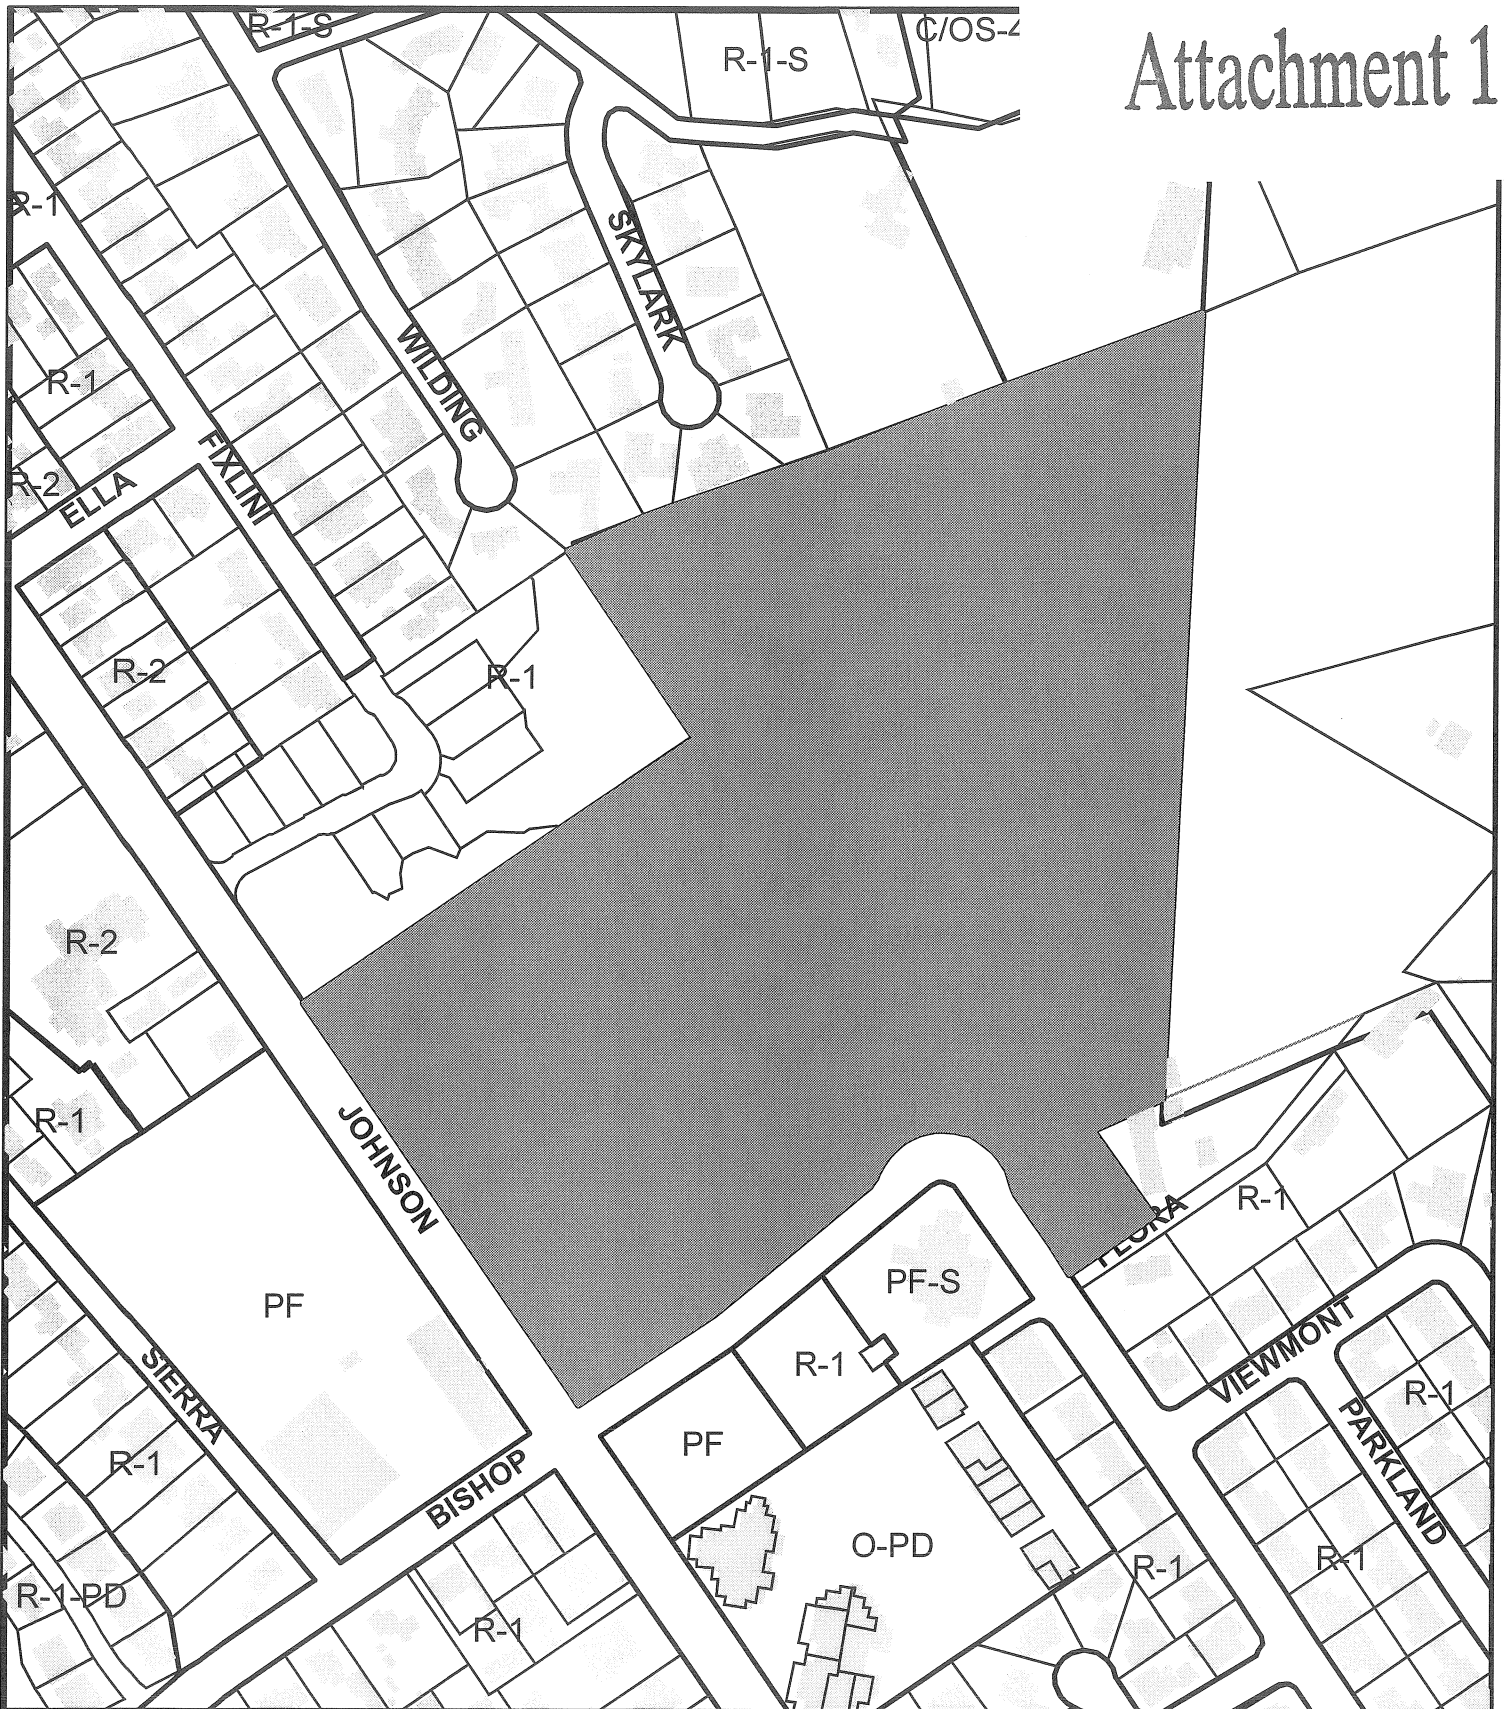 Attachment 1
R-1-S
R-1-S
C/OS-4
R-1
SKYLARK
WILDING
R-1
FIXLINI
R-2
ELLA
R-2
R-1
R-2
JOHNSON
R-1
FLORA
R-1
PF-S
PF
VIEWMONT
SIERRA
R-1
R-1
PARKLAND
PF
R-1
BISHOP
O-PD
R-1
R-1
R-1-PD
R-1